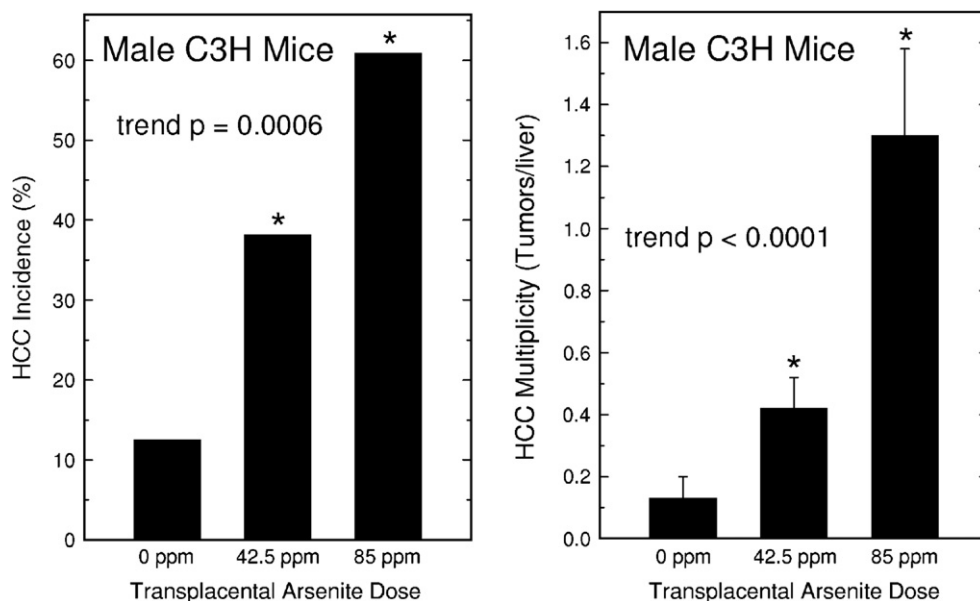 Male C3H Mice
trend p = 0.0006
*
*
HCC Incidence (%)
60
50
40
30
20
10
0
0 ppm
42.5 ppm
85 ppm
Transplacental Arsenite Dose
Male C3H Mice
trend p < 0.0001
*
*
HCC Multiplicity (Tumors/liver)
1.6
1.4
1.2
1.0
0.8
0.6
0.4
0.2
0.0
0 ppm
42.5 ppm
85 ppm
Transplacental Arsenite Dose